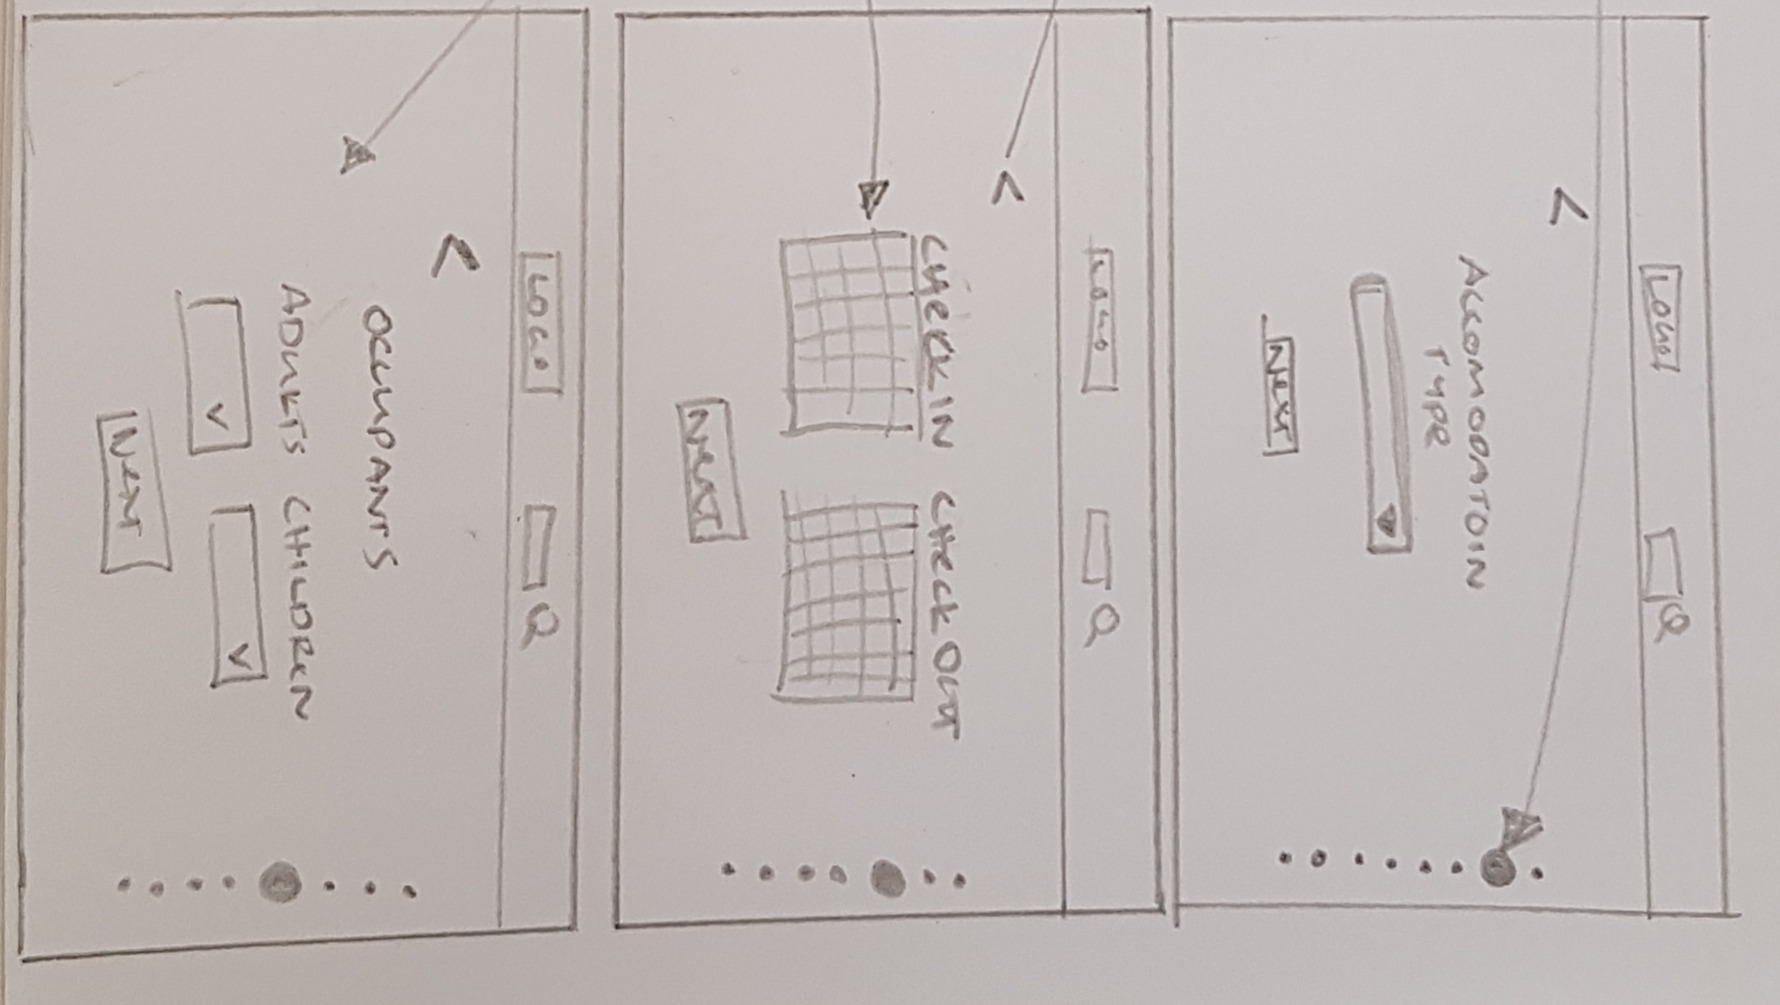 LOGO
ACCOMODATOIN
TYPE
NEXT
LOGO
CHECK IN CHECK OUT
NEXT
LOGO
OCCUPANTS
ADULTS CHILDREN
NEXT